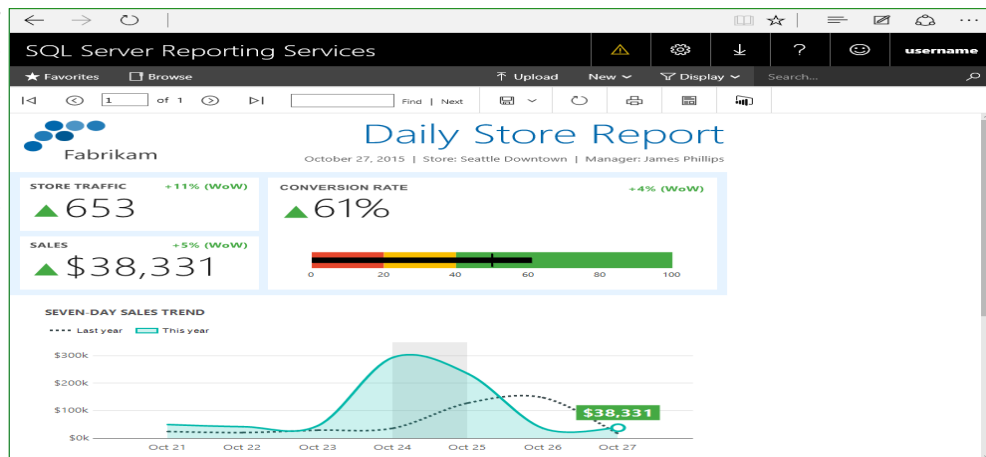 SQL Server Reporting Services
? username
★ Favorites Browse Upload New Display Search...
1 of 1 Find | Next
Fabrikam
Daily Store Report
October 27, 2015 | Store: Seattle Downtown | Manager: James Phillips
STORE TRAFFIC +11% (WoW)
653
CONVERSION RATE +4% (WoW)
61%
SALES +5% (WoW)
$38,331
0 20 40 60 80 100
SEVEN-DAY SALES TREND
Last year This year
$300k
$200k
$100k
$38,331
$0k
Oct 21 Oct 22 Oct 23 Oct 24 Oct 25 Oct 26 Oct 27